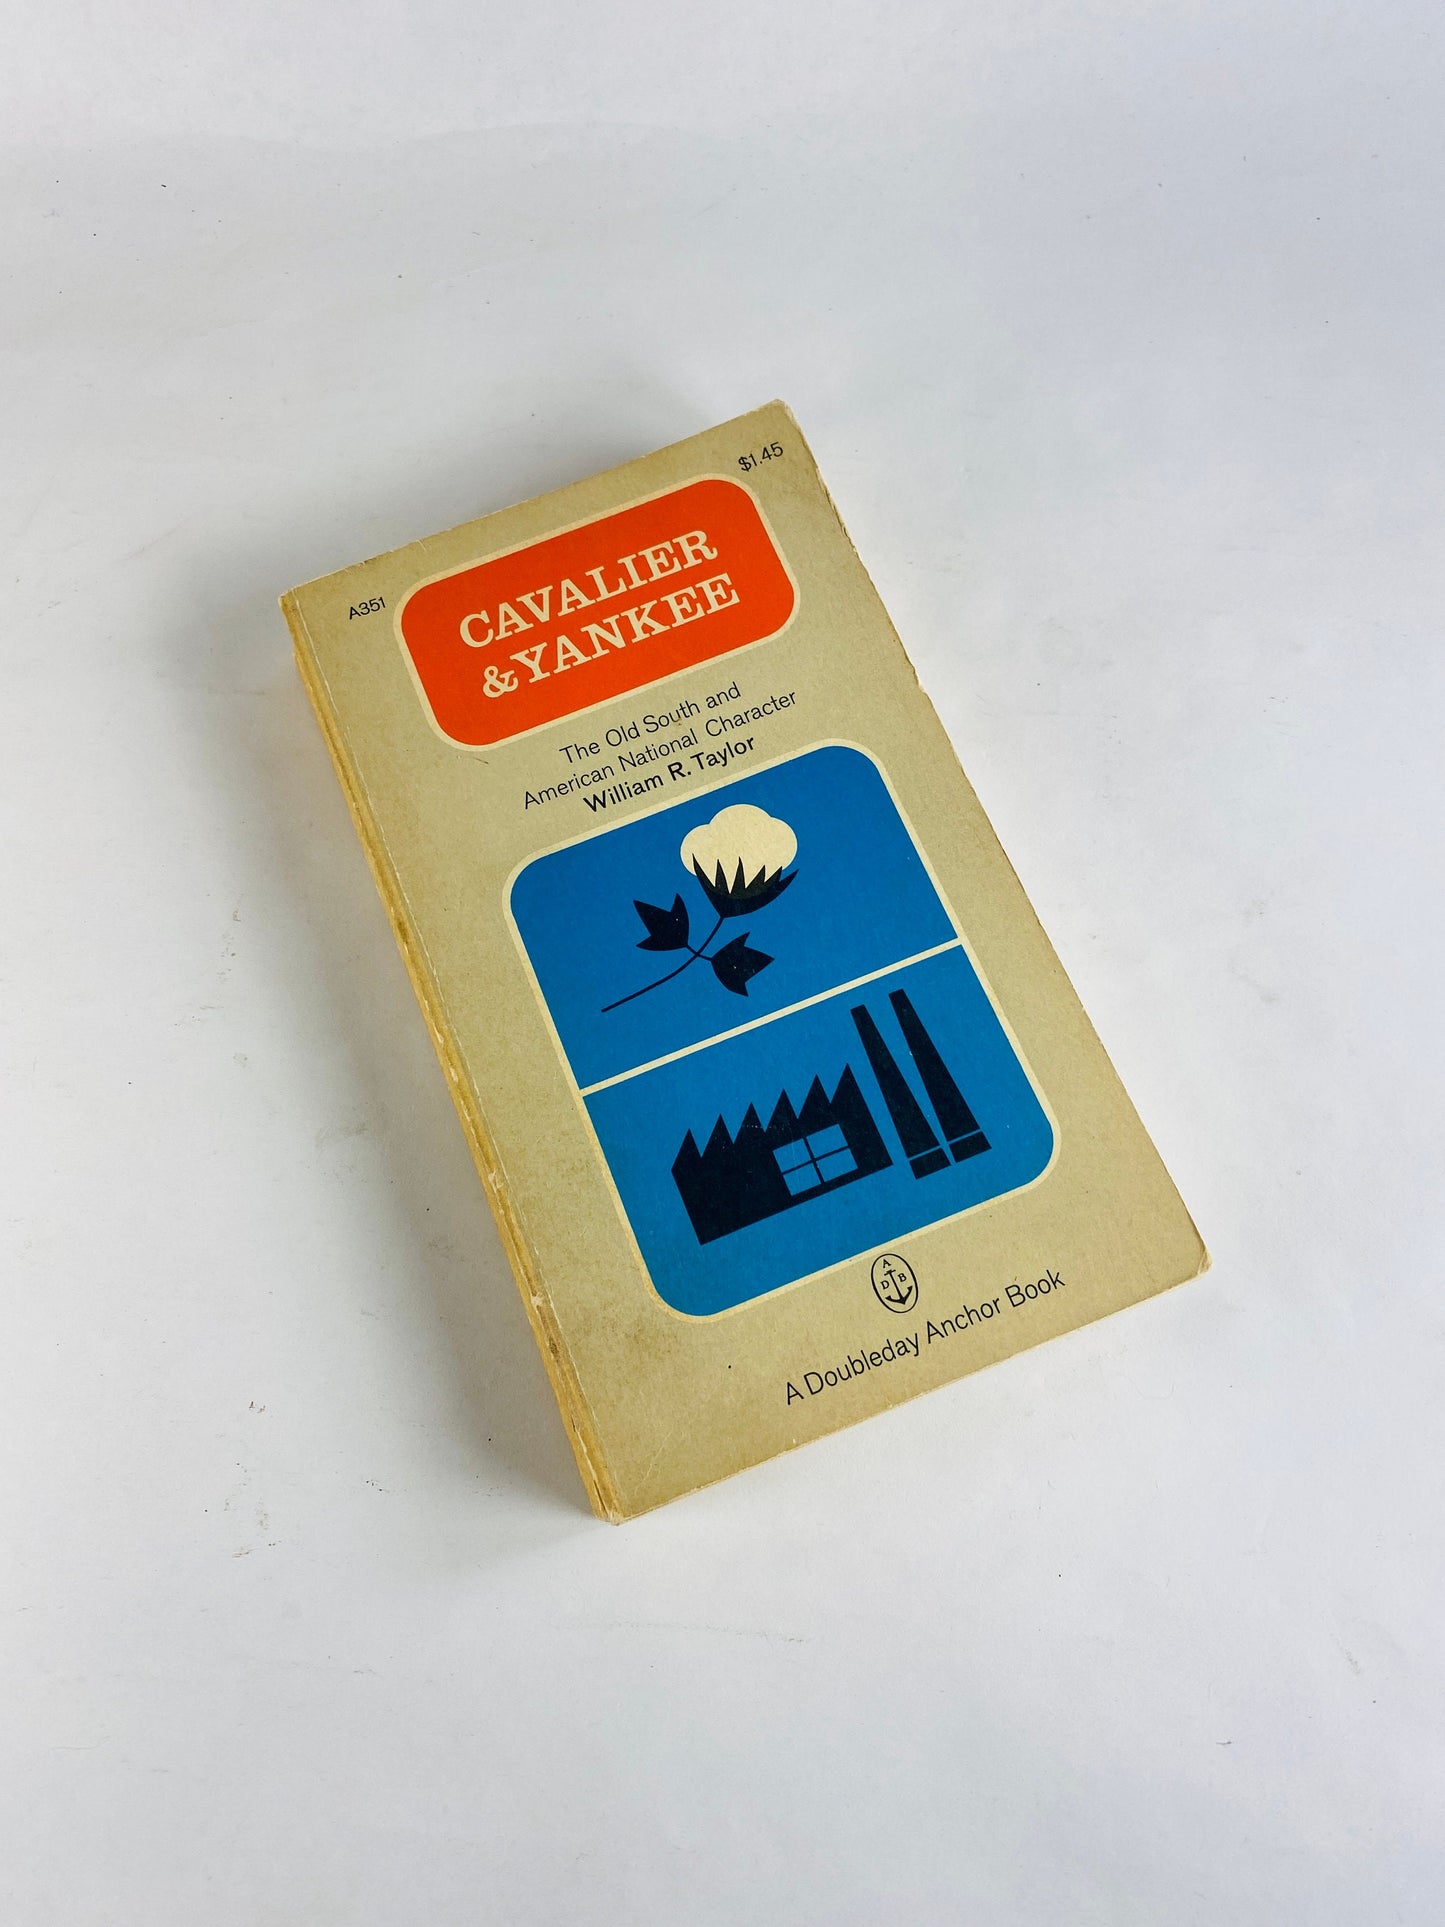 A351
$1.45
CAVALIER
&YANKEE
The Old South and
American National Character
William R. Taylor
A
D B
A Doubleday Anchor Book